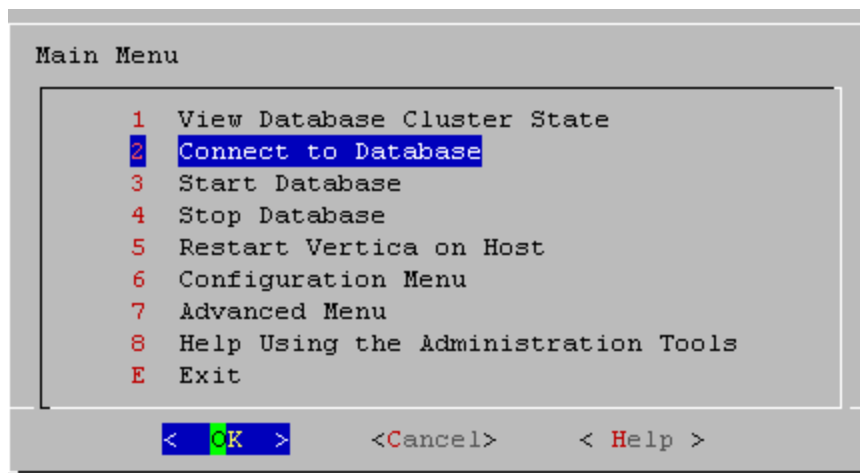 Main Menu
1 View Database Cluster State
2 Connect to Database
3 Start Database
4 Stop Database
5 Restart Vertica on Host
6 Configuration Menu
7 Advanced Menu
8 Help Using the Administration Tools
E Exit
< OK > <Cancel> < Help >